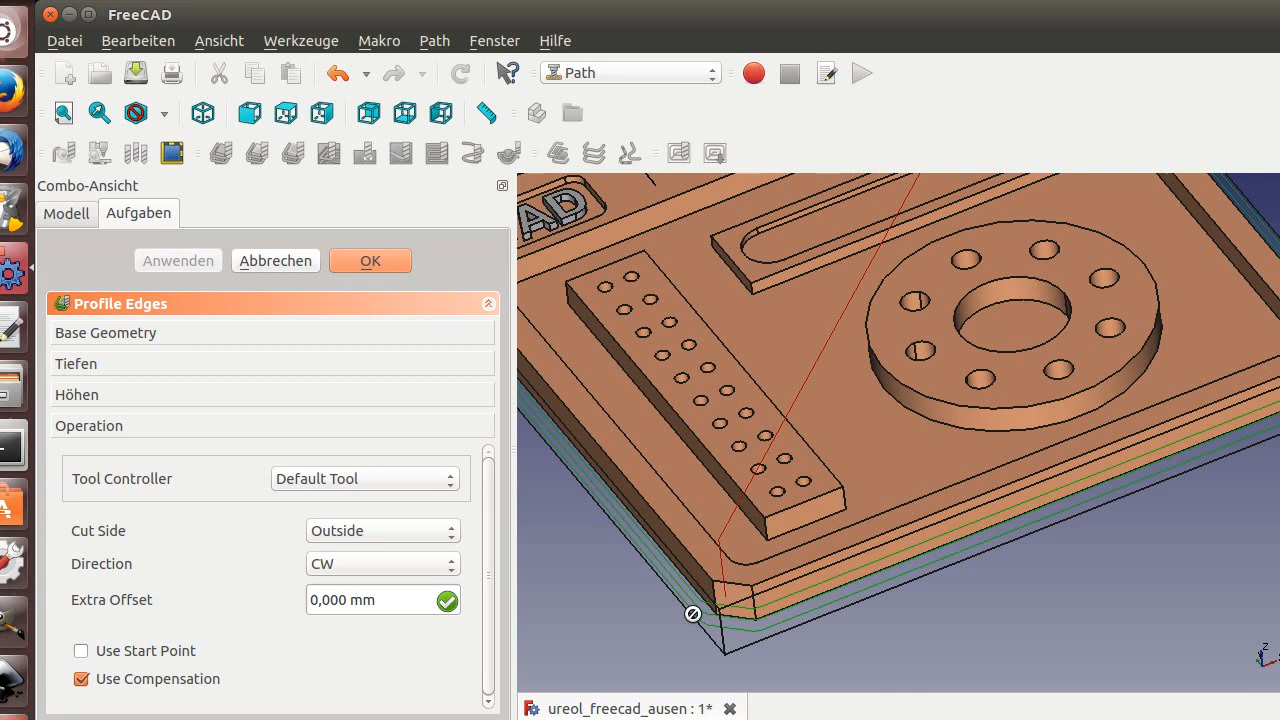 FreeCAD
Datei Bearbeiten Ansicht Werkzeuge Makro Path Fenster Hilfe
Path
Combo-Ansicht
Modell Aufgaben
Anwenden Abbrechen OK
Profile Edges
Base Geometry
Tiefen
Höhen
Operation
Tool Controller Default Tool
Cut Side Outside
Direction CW
Extra Offset 0,000 mm
Use Start Point
Use Compensation
AD
Z
ureol_freecad_ausen : 1*